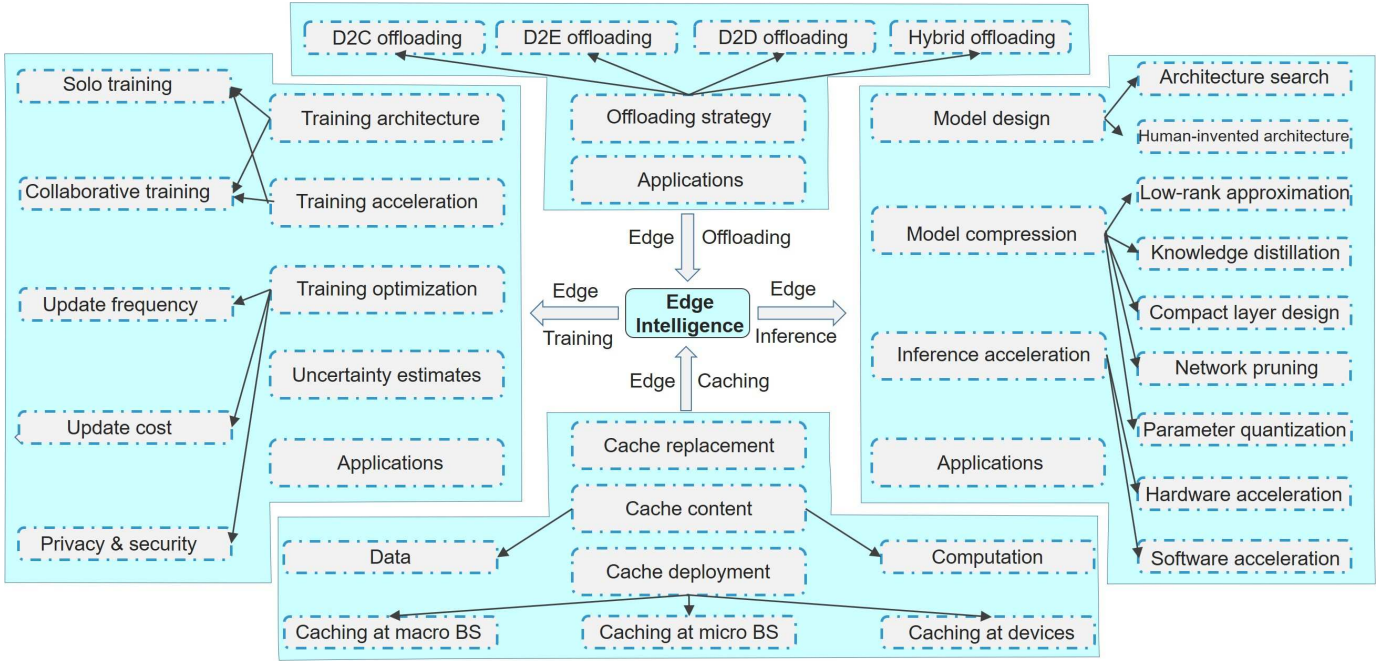 D2C offloading
D2E offloading
D2D offloading
Hybrid offloading
Offloading strategy
Applications
Solo training
Collaborative training
Update frequency
Update cost
Privacy & security
Training architecture
Training acceleration
Training optimization
Uncertainty estimates
Applications
Edge Offloading
Edge
Training
Edge
Intelligence
Edge
Inference
Edge Caching
Model design
Model compression
Inference acceleration
Applications
Architecture search
Human-invented architecture
Low-rank approximation
Knowledge distillation
Compact layer design
Network pruning
Parameter quantization
Hardware acceleration
Software acceleration
Cache replacement
Cache content
Data
Computation
Cache deployment
Caching at macro BS
Caching at micro BS
Caching at devices